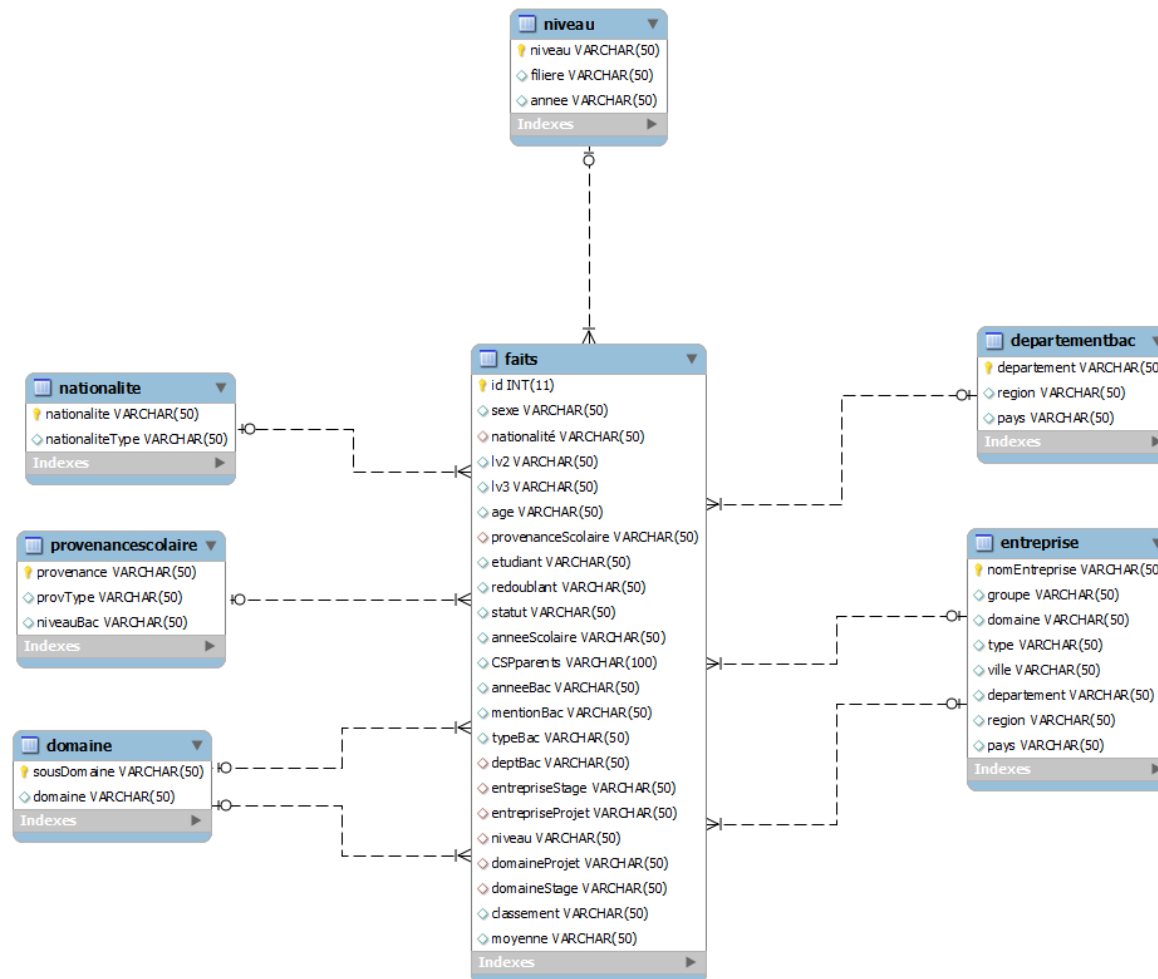 niveau
niveau VARCHAR(50)
filiere VARCHAR(50)
annee VARCHAR(50)
Indexes
nationalite
nationalite VARCHAR(50)
nationaliteType VARCHAR(50)
Indexes
provenancescolaire
provenance VARCHAR(50)
provType VARCHAR(50)
niveauBac VARCHAR(50)
Indexes
domaine
sousDomaine VARCHAR(50)
domaine VARCHAR(50)
Indexes
faits
id INT(11)
sexe VARCHAR(50)
nationalité VARCHAR(50)
lv2 VARCHAR(50)
lv3 VARCHAR(50)
age VARCHAR(50)
provenanceScolaire VARCHAR(50)
etudiant VARCHAR(50)
redoublant VARCHAR(50)
statut VARCHAR(50)
anneeScolaire VARCHAR(50)
CSPparents VARCHAR(100)
anneeBac VARCHAR(50)
mentionBac VARCHAR(50)
typeBac VARCHAR(50)
deptBac VARCHAR(50)
entrepriseStage VARCHAR(50)
entrepriseProjet VARCHAR(50)
niveau VARCHAR(50)
domaineProjet VARCHAR(50)
domaineStage VARCHAR(50)
classement VARCHAR(50)
moyenne VARCHAR(50)
Indexes
departementbac
departement VARCHAR(50
region VARCHAR(50)
pays VARCHAR(50)
Indexes
entreprise
nomEntreprise VARCHAR(50
groupe VARCHAR(50)
domaine VARCHAR(50)
type VARCHAR(50)
ville VARCHAR(50)
departement VARCHAR(50)
region VARCHAR(50)
pays VARCHAR(50)
Indexes